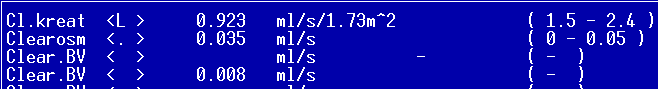 Cl.kreat <L > 0.923 ml/s/1.73m^2 ( 1.5 - 2.4 )
Clearosm <. > 0.035 ml/s ( 0 - 0.05 )
Clear.BV < > ml/s - ( - )
Clear.BV < > 0.008 ml/s ( - )